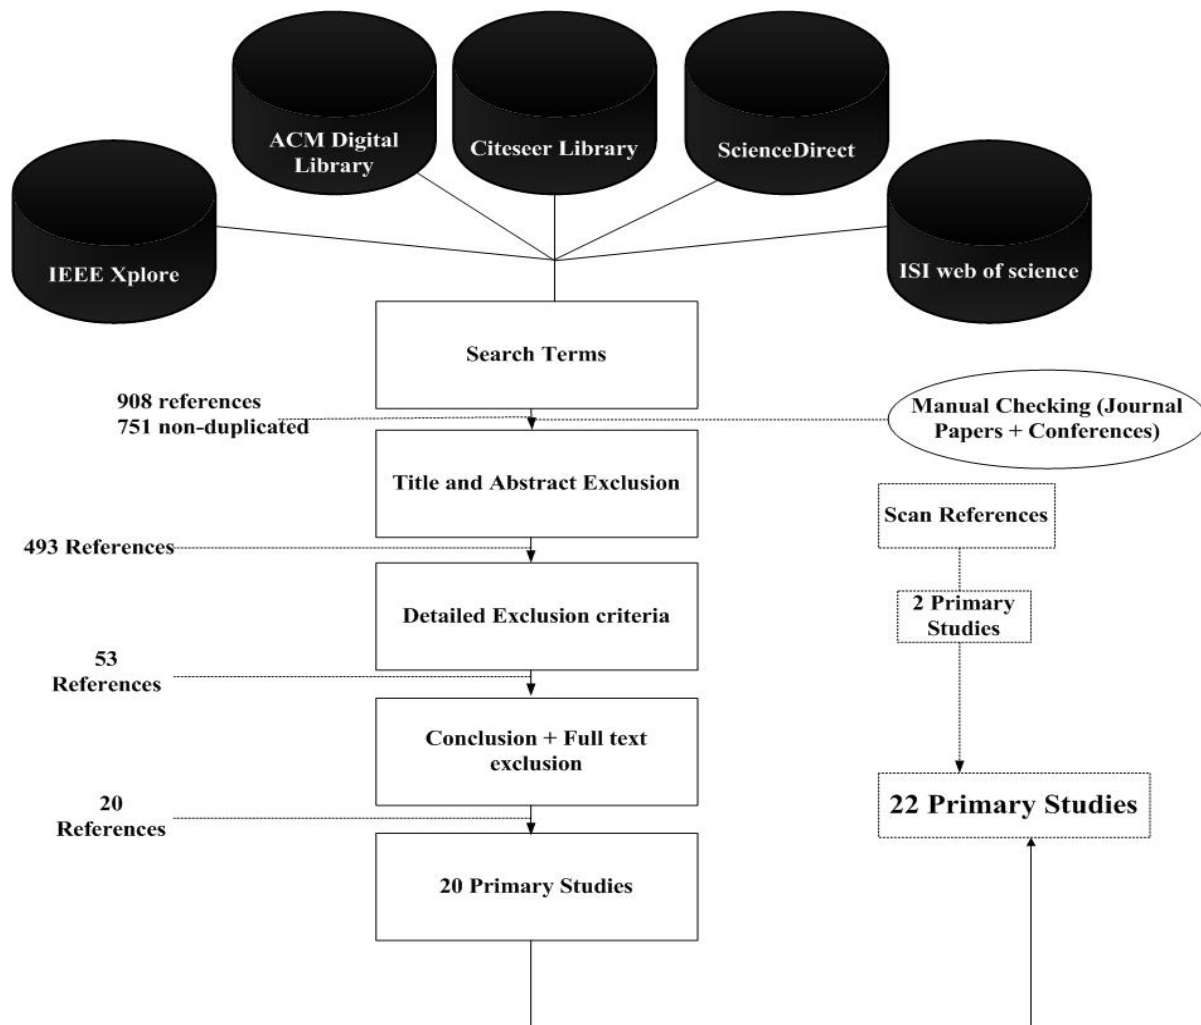 ACM Digital
Library
Citeseer Library
ScienceDirect
IEEE Xplore
ISI web of science
Search Terms
908 references
751 non-duplicated
Manual Checking (Journal
Papers + Conferences)
Title and Abstract Exclusion
Scan References
493 References
Detailed Exclusion criteria
2 Primary
Studies
53
References
Conclusion + Full text
exclusion
20
References
22 Primary Studies
20 Primary Studies